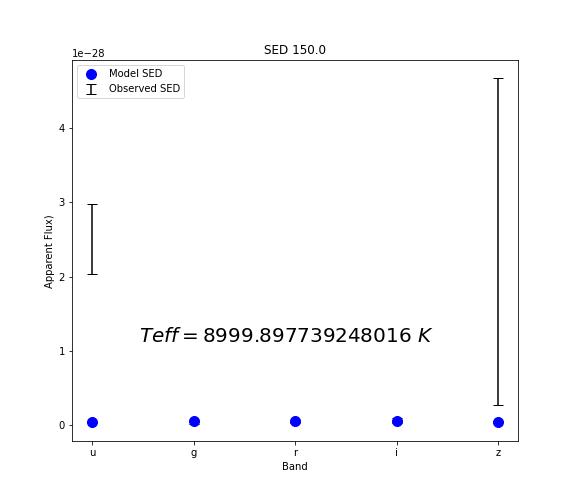 SED 150.0
1e−28
Model SED
Observed SED
4
3
2
1
0
Apparent Flux)
Teff = 8999.897739248016 K
u g r i z
Band